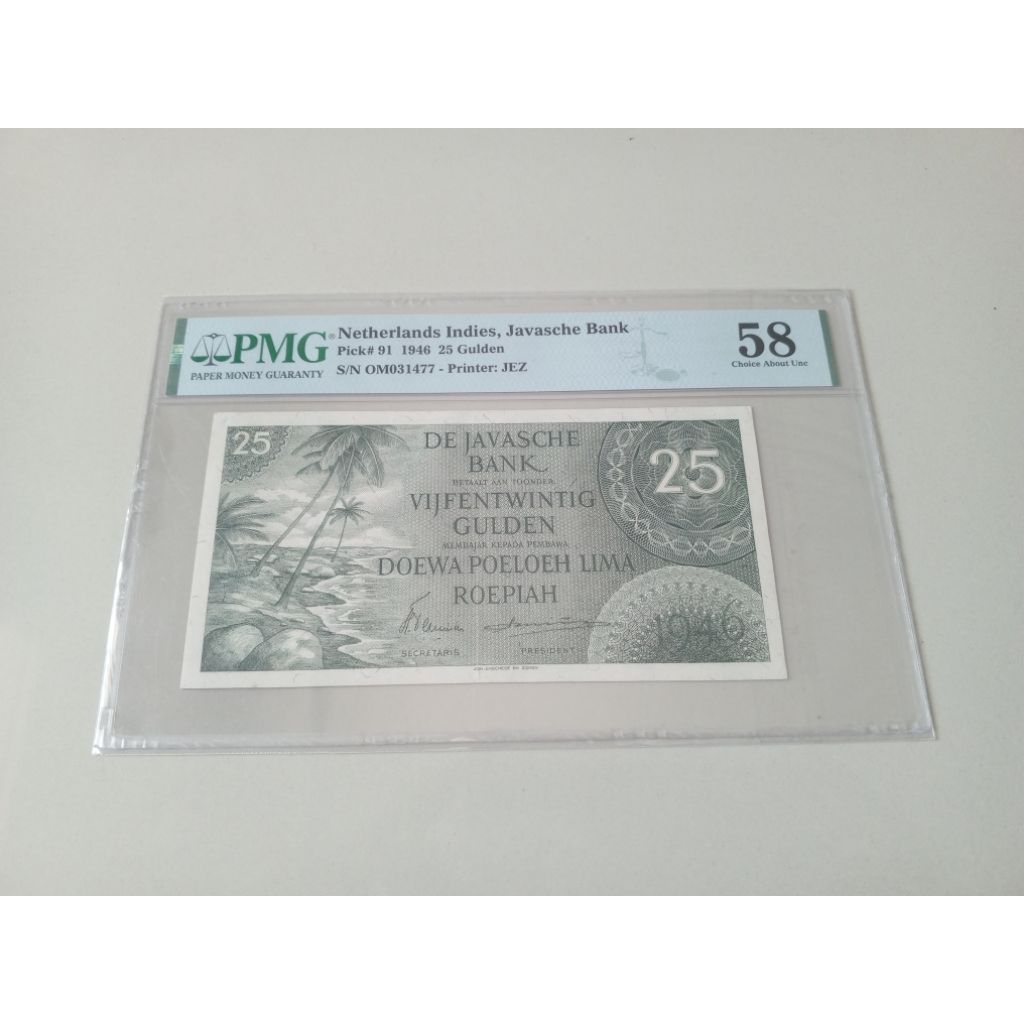 PMG®
PAPER MONEY GUARANTY
Netherlands Indies, Javasche Bank
Pick# 91 1946 25 Gulden
S/N OM031477 - Printer: JEZ
58
Choice About Unc
25
DE JAVASCHE
BANK
BETAALT AAN TOONDER
VIJFENTWINTIG
GULDEN
MEMBAJAR KEPADA PEMBAWA
DOEWA POELOEH LIMA
ROEPIAH
25
SECRETARIS
PRESIDENT
1946